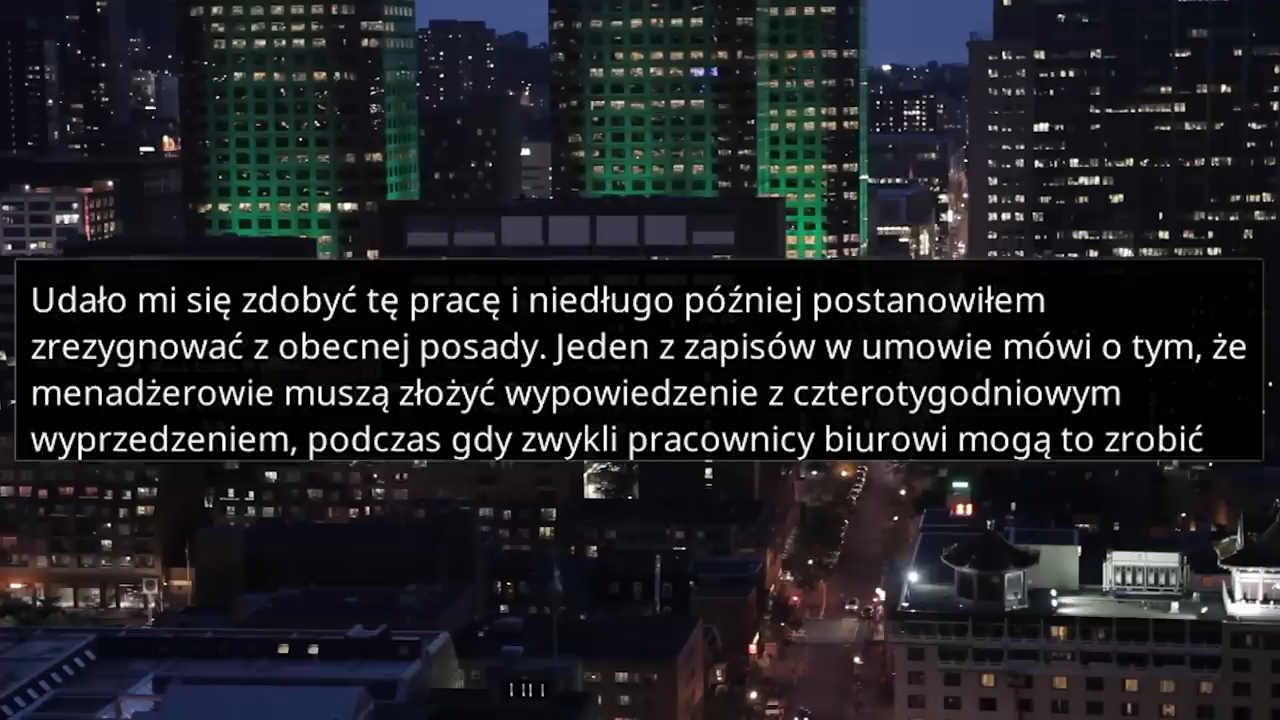 Udało mi się zdobyć tę pracę i niedługo później postanowiłem
zrezygnować z obecnej posady. Jeden z zapisów w umowie mówi o tym, że
menadżerowie muszą złożyć wypowiedzenie z czterotygodniowym
wyprzedzeniem, podczas gdy zwykli pracownicy biurowi mogą to zrobić